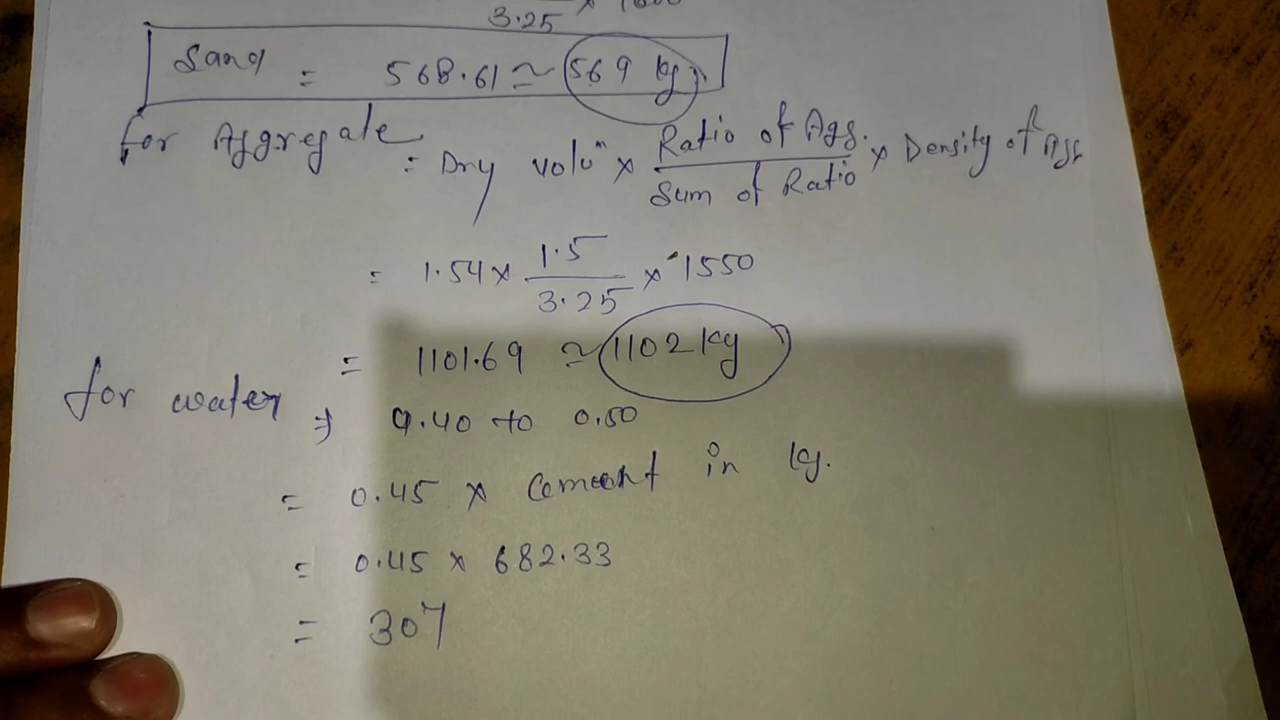 3.25 × 1600
Sand = 568.61 ≃ 569 kg
for Aggregate = Dry voluⁿ × Ratio of Agg. / Sum of Ratio × Density of Agg
= 1.54 × 1.5 / 3.25 × 1550
= 1101.69 ≃ 1102 kg
for water ⇒ 0.40 to 0.50
= 0.45 × Cement in kg.
= 0.45 × 682.33
= 307